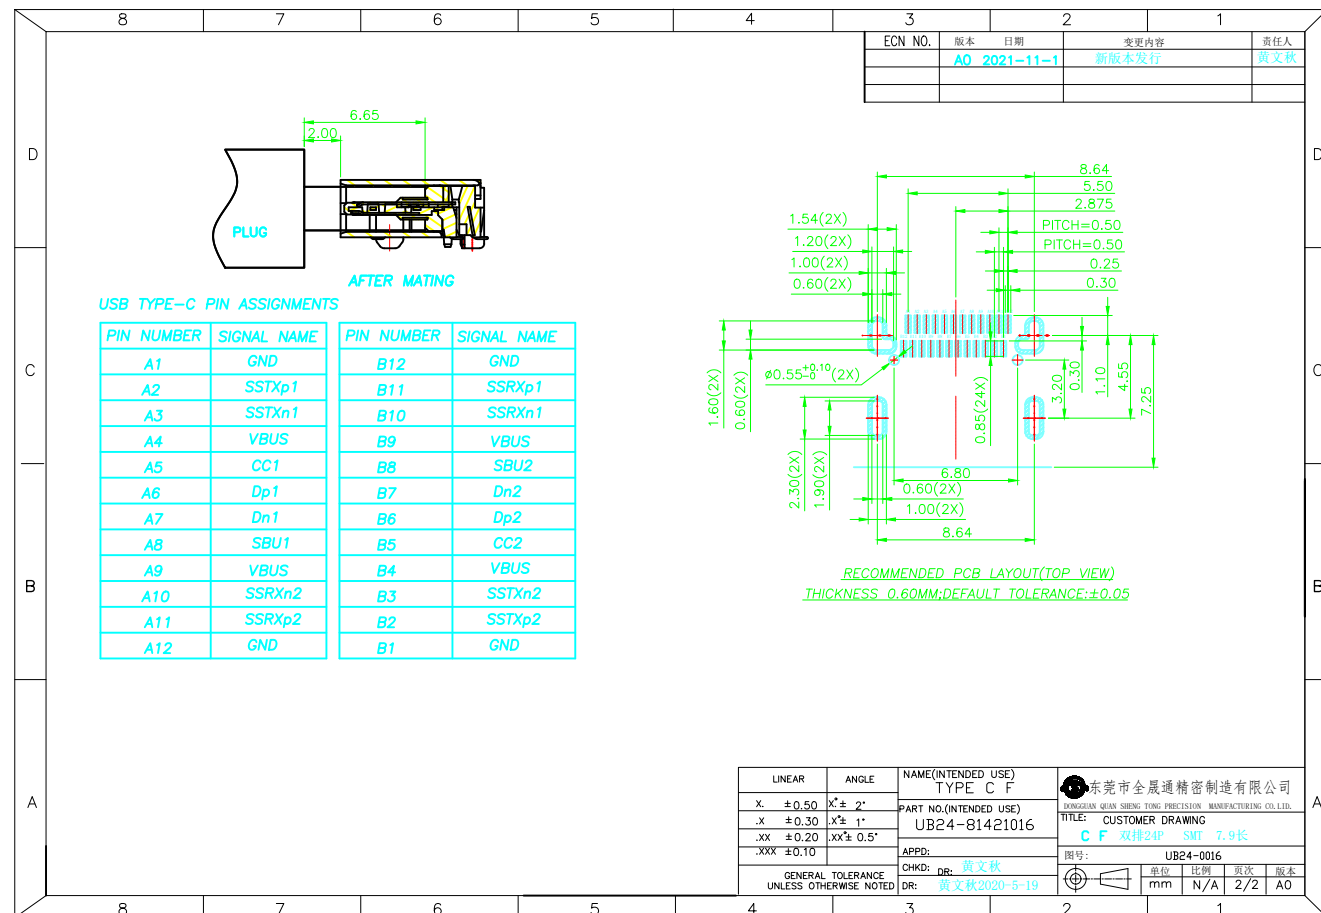 8 7 6 5 4 3 2 1
ECN NO. 版本 日期 变更内容 责任人
A0 2021-11-1 新版本发行 黄文秋
D D
C C
B B
A A
6.65
2.00
PLUG
AFTER MATING
USB TYPE-C PIN ASSIGNMENTS
PIN NUMBER SIGNAL NAME PIN NUMBER SIGNAL NAME
A1 GND B12 GND
A2 SSTXp1 B11 SSRXp1
A3 SSTXn1 B10 SSRXn1
A4 VBUS B9 VBUS
A5 CC1 B8 SBU2
A6 Dp1 B7 Dn2
A7 Dn1 B6 Dp2
A8 SBU1 B5 CC2
A9 VBUS B4 VBUS
A10 SSRXn2 B3 SSTXn2
A11 SSRXp2 B2 SSTXp2
A12 GND B1 GND
8.64
5.50
2.875
1.54(2X) PITCH=0.50
1.20(2X) PITCH=0.50
1.00(2X) 0.25
0.60(2X) 0.30
Ø0.55+0.10-0(2X)
1.60(2X)
0.60(2X)
0.85(24X)
3.20
0.30
1.10
4.55
7.25
2.30(2X)
1.90(2X)
6.80
0.60(2X)
1.00(2X)
8.64
RECOMMENDED PCB LAYOUT(TOP VIEW)
THICKNESS 0.60MM;DEFAULT TOLERANCE:±0.05
LINEAR ANGLE
X. ±0.50 X°± 2°
.X ±0.30 .X°± 1°
.XX ±0.20 .XX°± 0.5°
.XXX ±0.10
GENERAL TOLERANCE
UNLESS OTHERWISE NOTED
NAME(INTENDED USE)
TYPE C F
PART NO.(INTENDED USE)
UB24-81421016
APPD:
CHKD: DR: 黄文秋
DR: 黄文秋2020-5-19
东莞市全晟通精密制造有限公司
DONGGUAN QUAN SHENG TONG PRECISION MANUFACTURING CO.LTD.
TITLE: CUSTOMER DRAWING
C F 双排24P SMT 7.9长
图号: UB24-0016
单位 比例 页次 版本
mm N/A 2/2 A0
8 7 6 5 4 3 2 1